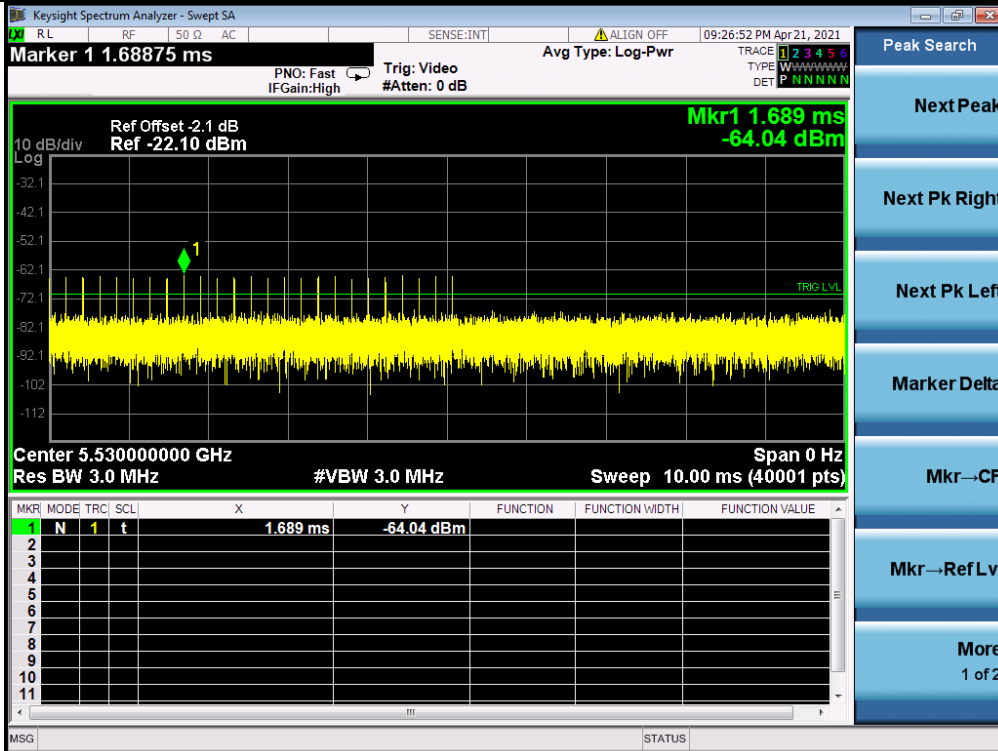 Keysight Spectrum Analyzer - Swept SA
LXI RL RF 50 Ω AC SENSE:INT ALIGN OFF 09:26:52 PM Apr 21, 2021
Marker 1 1.68875 ms
PNO: Fast
IFGain:High
Trig: Video
#Atten: 0 dB
Avg Type: Log-Pwr
TRACE 1 2 3 4 5 6
TYPE WWWWWW
DET P N N N N N
Peak Search
Next Peak
Next Pk Right
Next Pk Left
Marker Delta
Mkr→CF
Mkr→Ref Lv
More
1 of 2
10 dB/div
Log
Ref Offset -2.1 dB
Ref -22.10 dBm
Mkr1 1.689 ms
-64.04 dBm
-32.1
-42.1
-52.1
-62.1
-72.1
-82.1
-92.1
-102
-112
1
TRIG LVL
Center 5.530000000 GHz
Span 0 Hz
Res BW 3.0 MHz
#VBW 3.0 MHz
Sweep 10.00 ms (40001 pts)
MKR MODE TRC SCL X Y FUNCTION FUNCTION WIDTH FUNCTION VALUE
1 N 1 t 1.689 ms -64.04 dBm
2
3
4
5
6
7
8
9
10
11
MSG STATUS